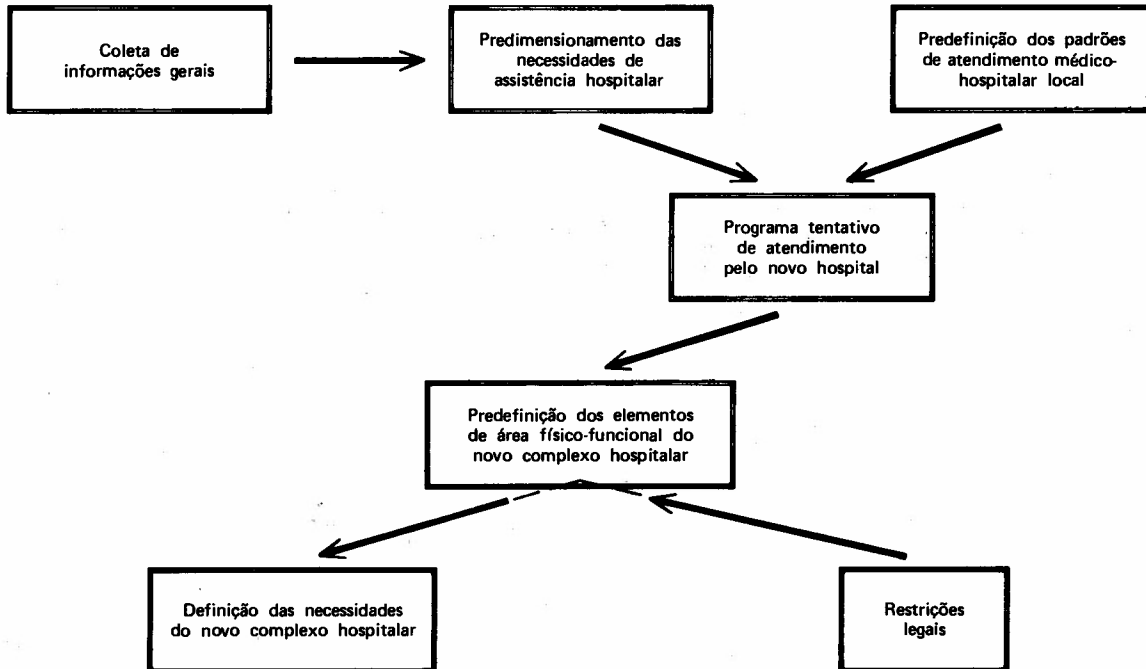 Coleta de
informações gerais
Predimensionamento das
necessidades de
assistência hospitalar
Predefinição dos padrões
de atendimento médico-
hospitalar local
Programa tentativo
de atendimento
pelo novo hospital
Predefinição dos elementos
de área físico-funcional do
novo complexo hospitalar
Definição das necessidades
do novo complexo hospitalar
Restrições
legais